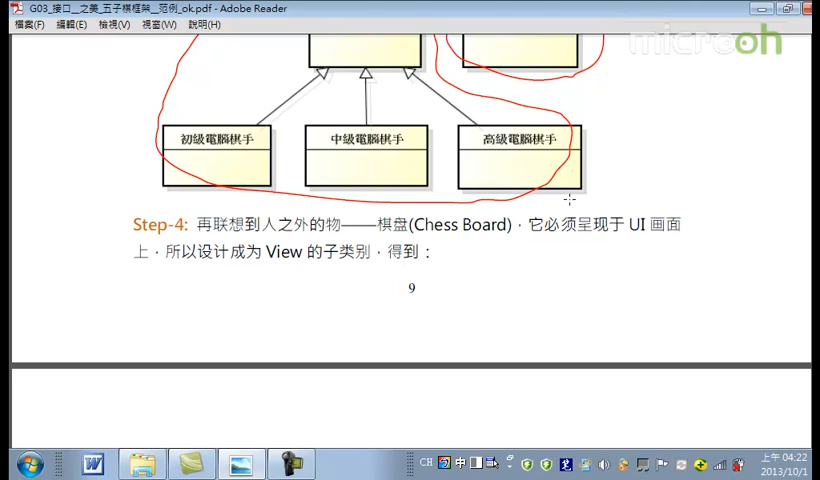 G03_接口__之美_五子棋框架__范例_ok.pdf - Adobe Reader
檔案(F) 編輯(E) 檢視(V) 視窗(W) 說明(H)
microoh
初級電腦棋手 中級電腦棋手 高級電腦棋手
Step-4: 再联想到人之外的物——棋盘(Chess Board)，它必须呈现于 UI 画面
上，所以设计成为 View 的子类别，得到：
9
CH 中 上午 04:22
2013/10/1